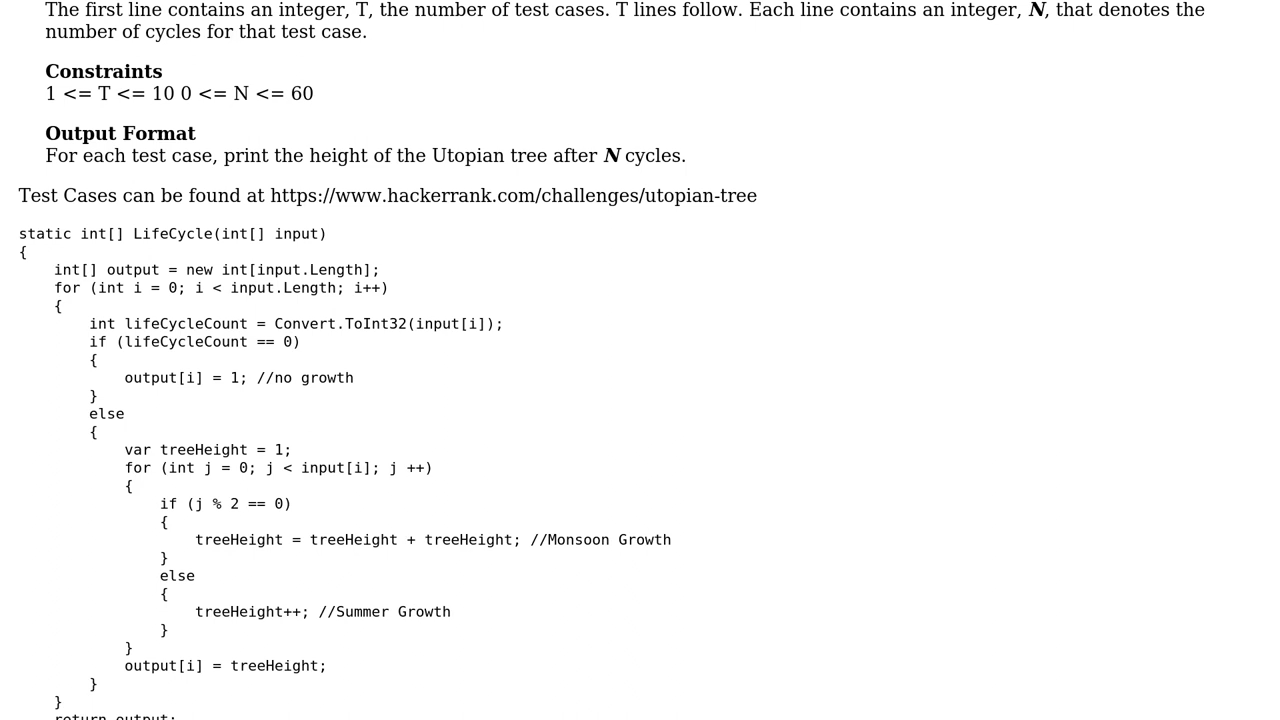 The first line contains an integer, T, the number of test cases. T lines follow. Each line contains an integer, N, that denotes the
number of cycles for that test case.
Constraints
1 <= T <= 10 0 <= N <= 60
Output Format
For each test case, print the height of the Utopian tree after N cycles.
Test Cases can be found at https://www.hackerrank.com/challenges/utopian-tree
static int[] LifeCycle(int[] input)
{
    int[] output = new int[input.Length];
    for (int i = 0; i < input.Length; i++)
    {
        int lifeCycleCount = Convert.ToInt32(input[i]);
        if (lifeCycleCount == 0)
        {
            output[i] = 1; //no growth
        }
        else
        {
            var treeHeight = 1;
            for (int j = 0; j < input[i]; j ++)
            {
                if (j % 2 == 0)
                {
                    treeHeight = treeHeight + treeHeight; //Monsoon Growth
                }
                else
                {
                    treeHeight++; //Summer Growth
                }
            }
            output[i] = treeHeight;
        }
    }
    return output;